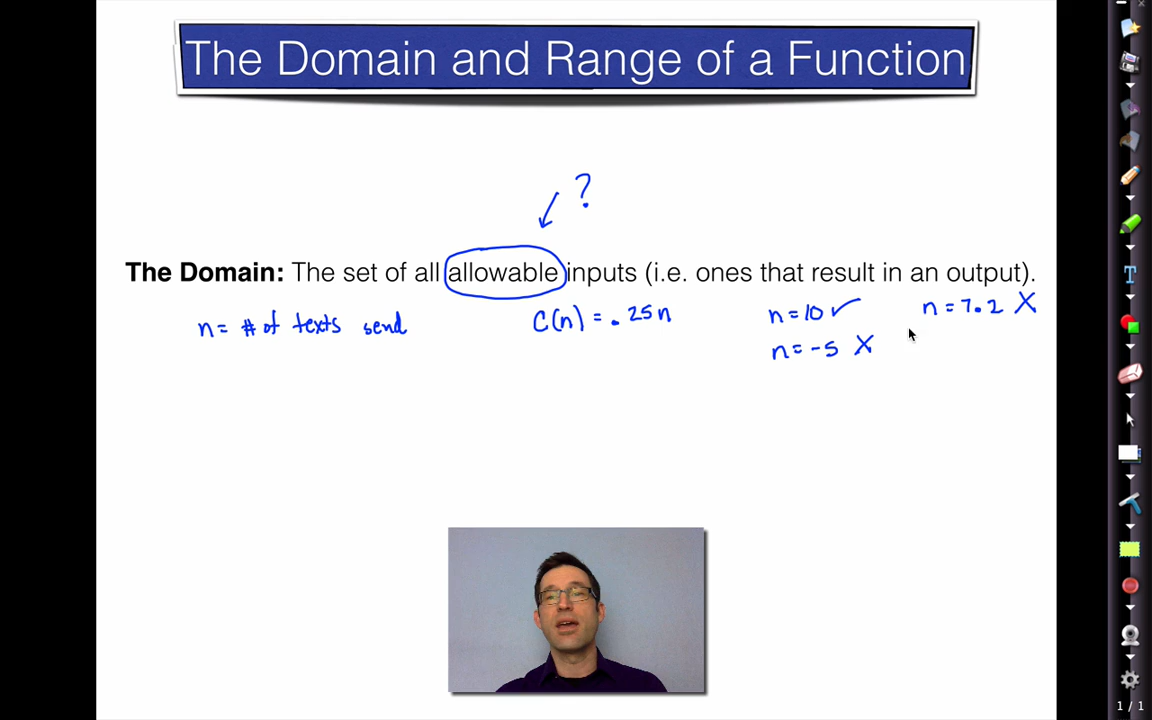 The Domain and Range of a Function
?
The Domain: The set of all allowable inputs (i.e. ones that result in an output).
n = # of texts send
C(n) = .25n
n = 10 ✓
n = 7.2 X
n = -5 X
T
1 / 1